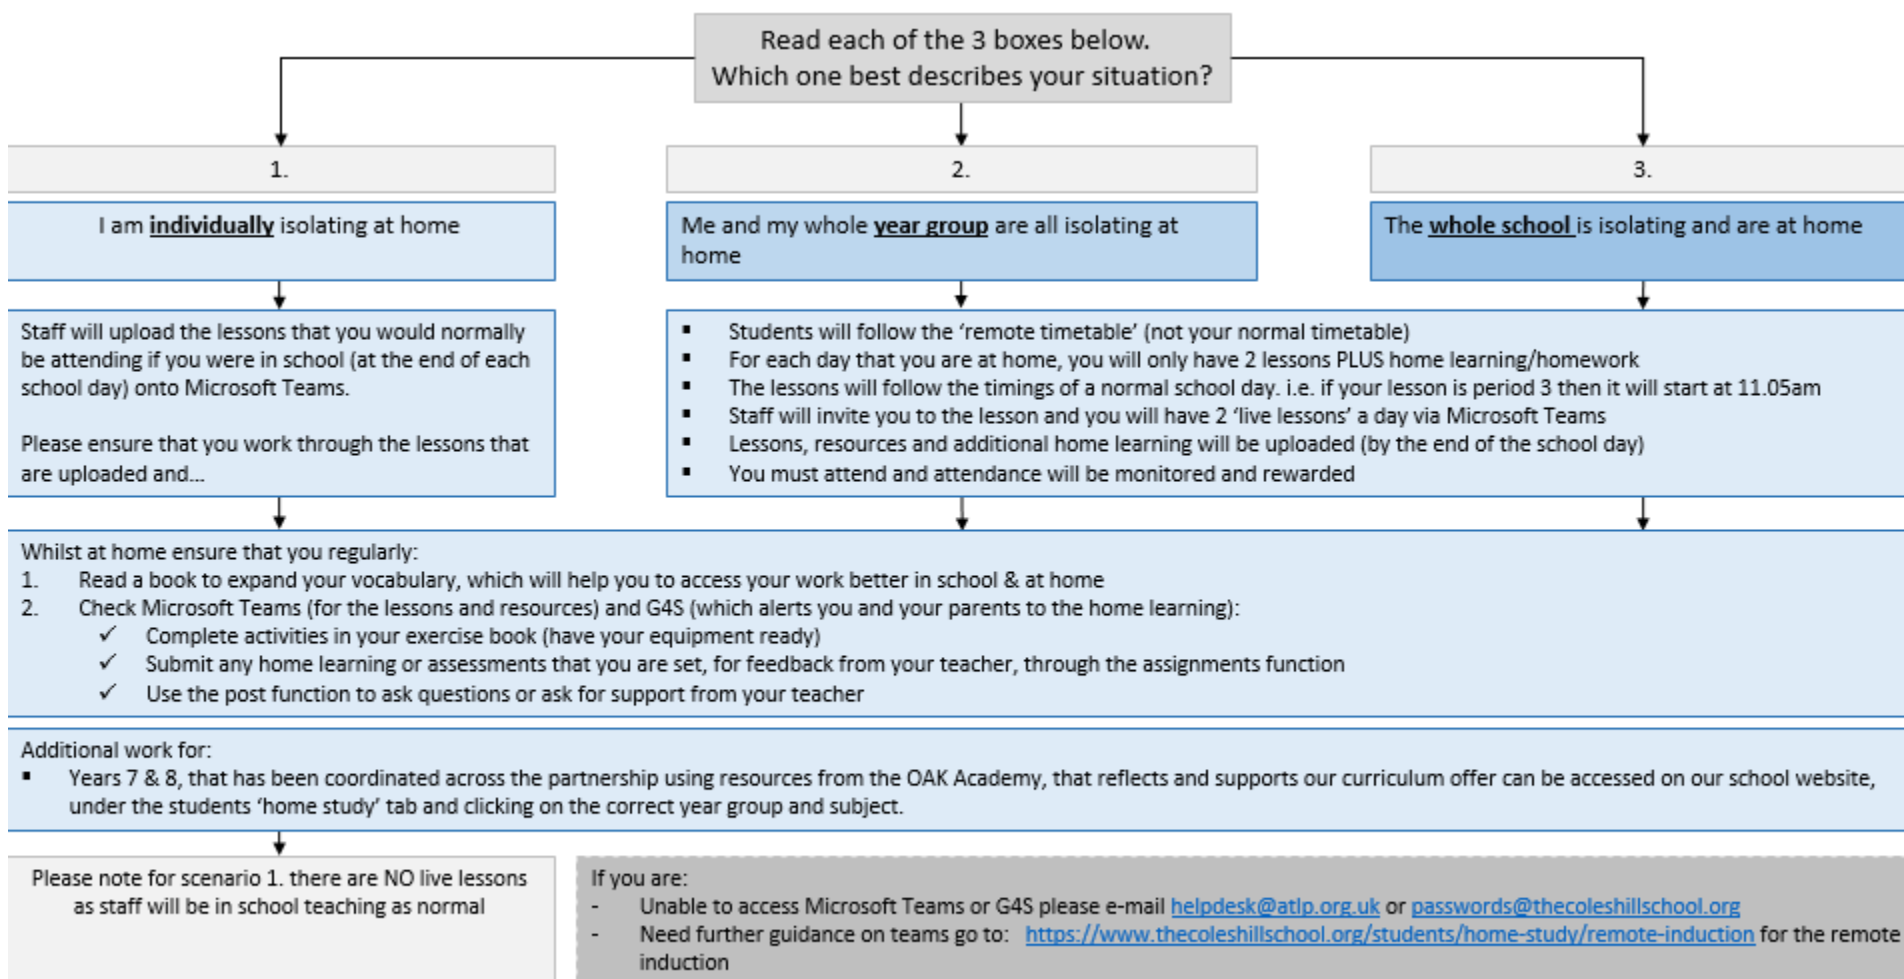 Read each of the 3 boxes below.
Which one best describes your situation?
1.
2.
3.
I am individually isolating at home
Me and my whole year group are all isolating at
home
The whole school is isolating and are at home
Staff will upload the lessons that you would normally
be attending if you were in school (at the end of each
school day) onto Microsoft Teams.
Please ensure that you work through the lessons that
are uploaded and...
▪ Students will follow the ‘remote timetable’ (not your normal timetable)
▪ For each day that you are at home, you will only have 2 lessons PLUS home learning/homework
▪ The lessons will follow the timings of a normal school day. i.e. if your lesson is period 3 then it will start at 11.05am
▪ Staff will invite you to the lesson and you will have 2 ‘live lessons’ a day via Microsoft Teams
▪ Lessons, resources and additional home learning will be uploaded (by the end of the school day)
▪ You must attend and attendance will be monitored and rewarded
Whilst at home ensure that you regularly:
1. Read a book to expand your vocabulary, which will help you to access your work better in school & at home
2. Check Microsoft Teams (for the lessons and resources) and G4S (which alerts you and your parents to the home learning):
✓ Complete activities in your exercise book (have your equipment ready)
✓ Submit any home learning or assessments that you are set, for feedback from your teacher, through the assignments function
✓ Use the post function to ask questions or ask for support from your teacher
Additional work for:
▪ Years 7 & 8, that has been coordinated across the partnership using resources from the OAK Academy, that reflects and supports our curriculum offer can be accessed on our school website,
under the students ‘home study’ tab and clicking on the correct year group and subject.
Please note for scenario 1. there are NO live lessons
as staff will be in school teaching as normal
If you are:
- Unable to access Microsoft Teams or G4S please e-mail helpdesk@atlp.org.uk or passwords@thecoleshillschool.org
- Need further guidance on teams go to: https://www.thecoleshillschool.org/students/home-study/remote-induction for the remote
induction